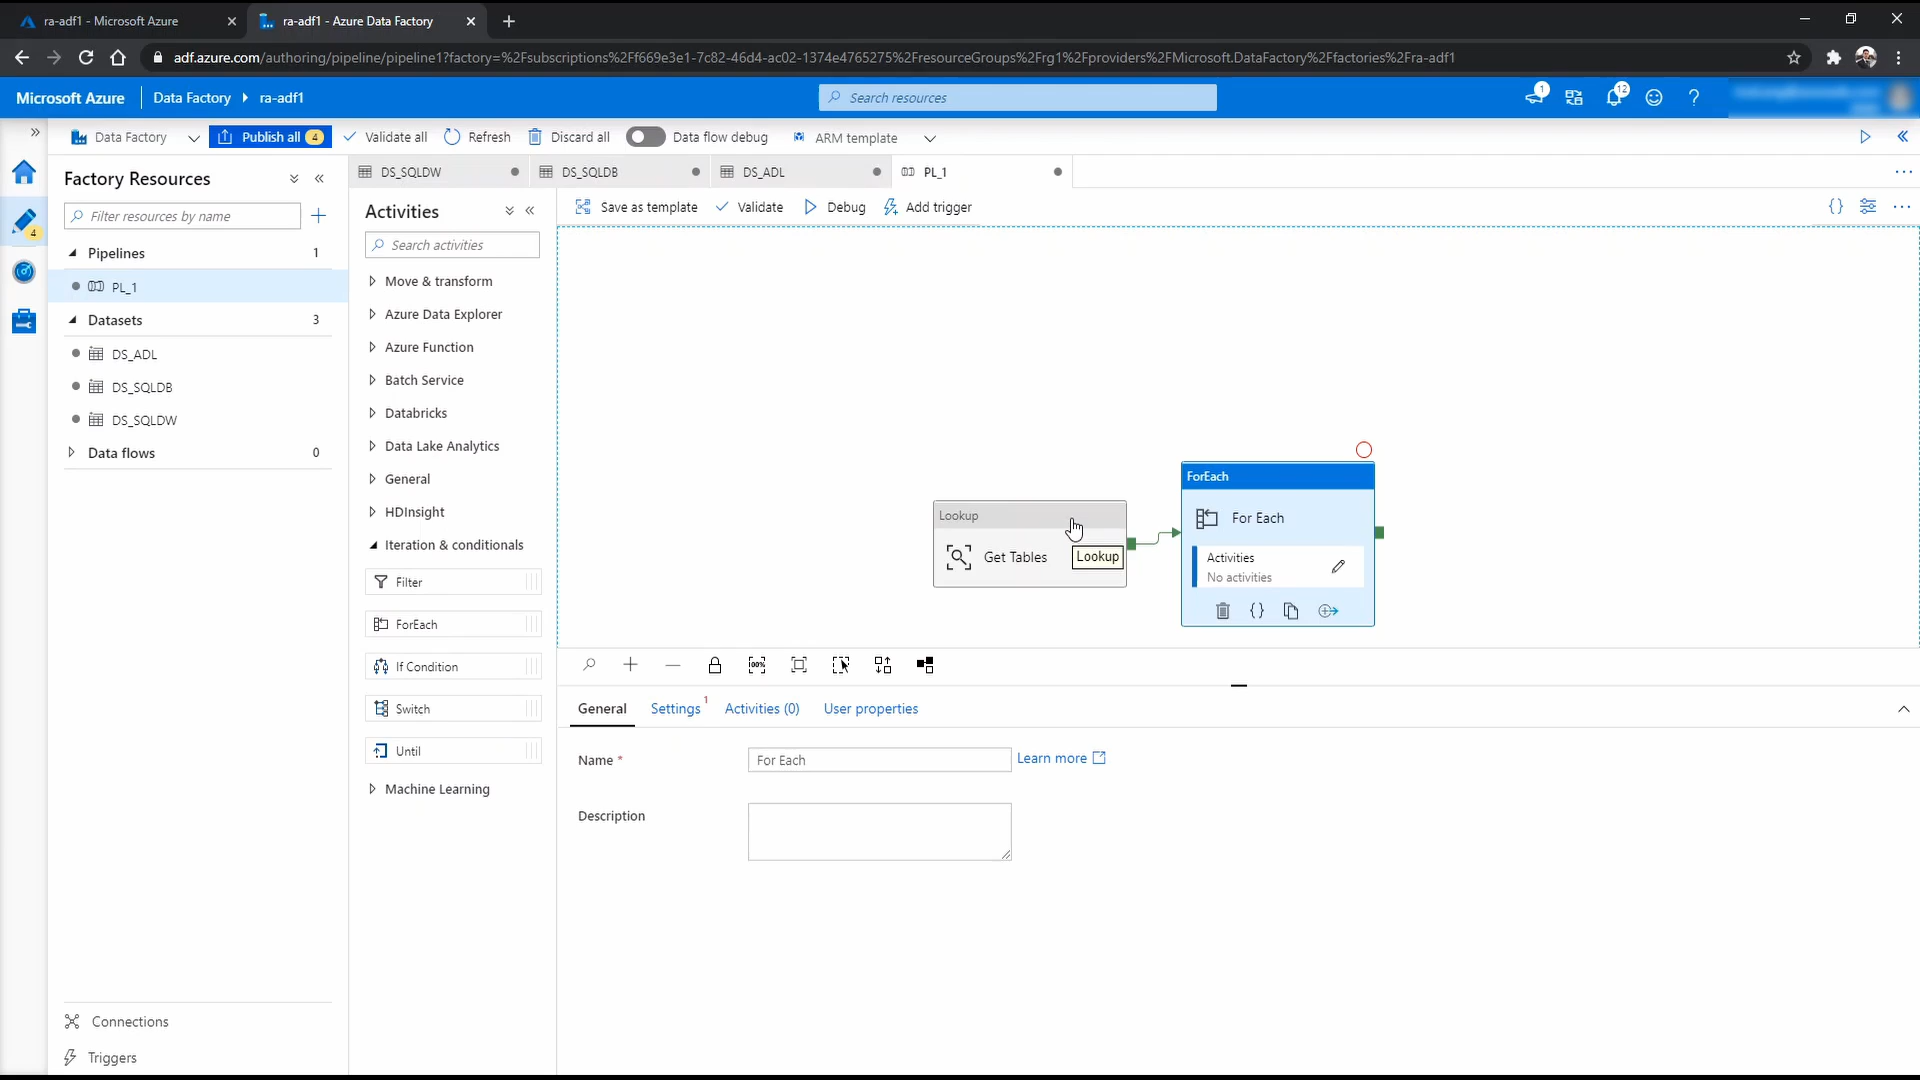 ra-adf1 - Microsoft Azure
ra-adf1 - Azure Data Factory
adf.azure.com/authoring/pipeline/pipeline1?factory=%2Fsubscriptions%2Ff669e3e1-7c82-46d4-ac02-1374e4765275%2FresourceGroups%2Frg1%2Fproviders%2FMicrosoft.DataFactory%2Ffactories%2Fra-adf1
Microsoft Azure
Data Factory
ra-adf1
Search resources
1
12
Data Factory
Publish all 4
Validate all
Refresh
Discard all
Data flow debug
ARM template
Factory Resources
Filter resources by name
4
Pipelines 1
PL_1
Datasets 3
DS_ADL
DS_SQLDB
DS_SQLDW
Data flows 0
Connections
Triggers
DS_SQLDW
DS_SQLDB
DS_ADL
PL_1
Activities
Search activities
Move & transform
Azure Data Explorer
Azure Function
Batch Service
Databricks
Data Lake Analytics
General
HDInsight
Iteration & conditionals
Filter
ForEach
If Condition
Switch
Until
Machine Learning
Save as template
Validate
Debug
Add trigger
{}
Lookup
Get Tables
Lookup
ForEach
For Each
Activities
No activities
{}
100%
General
Settings 1
Activities (0)
User properties
Name *
For Each
Learn more
Description